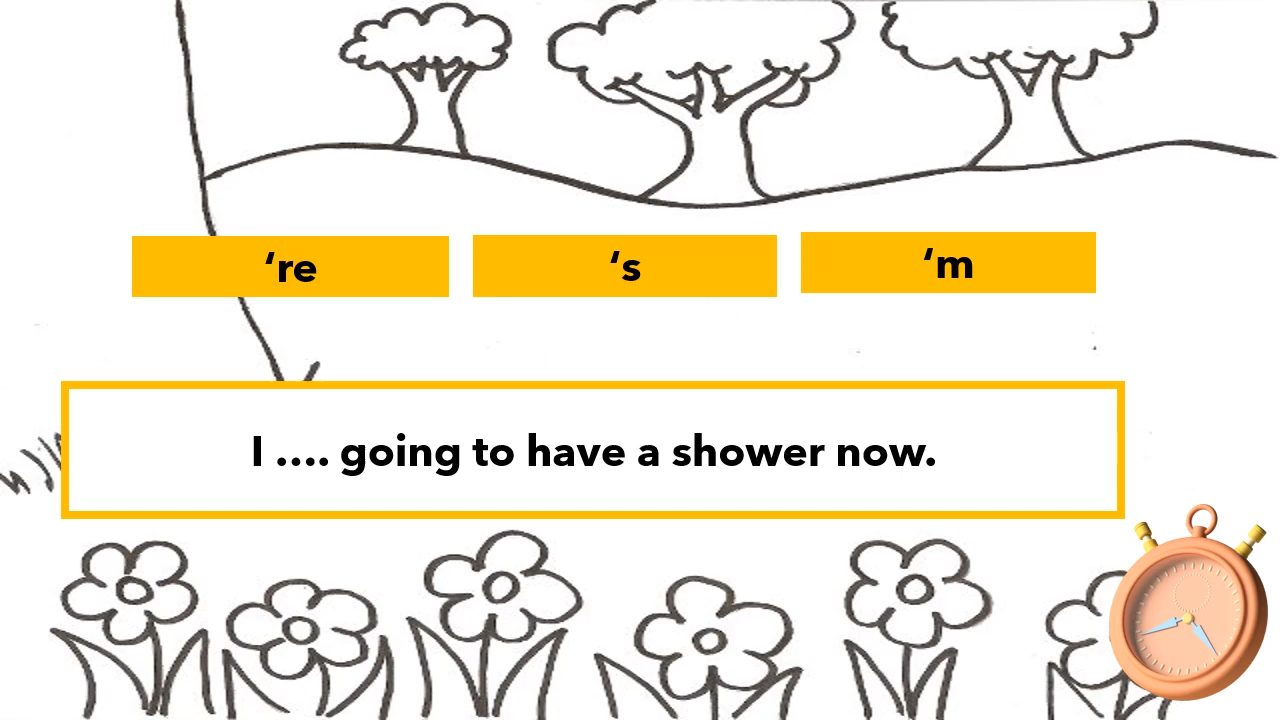 ‘re
‘s
‘m
I .... going to have a shower now.